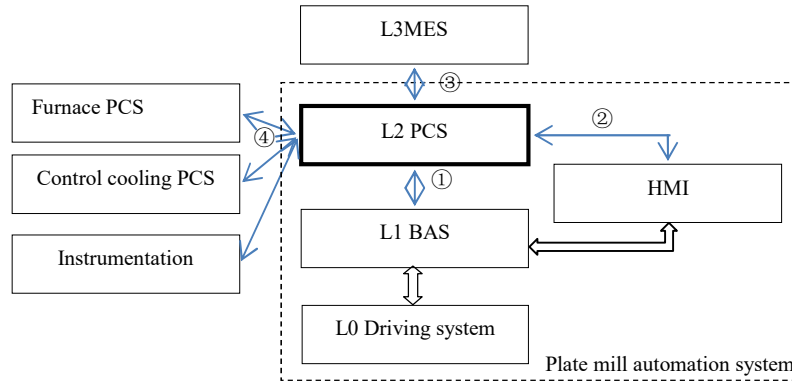 L3MES
③
Furnace PCS
④
L2 PCS
②
Control cooling PCS
①
HMI
L1 BAS
Instrumentation
L0 Driving system
Plate mill automation system